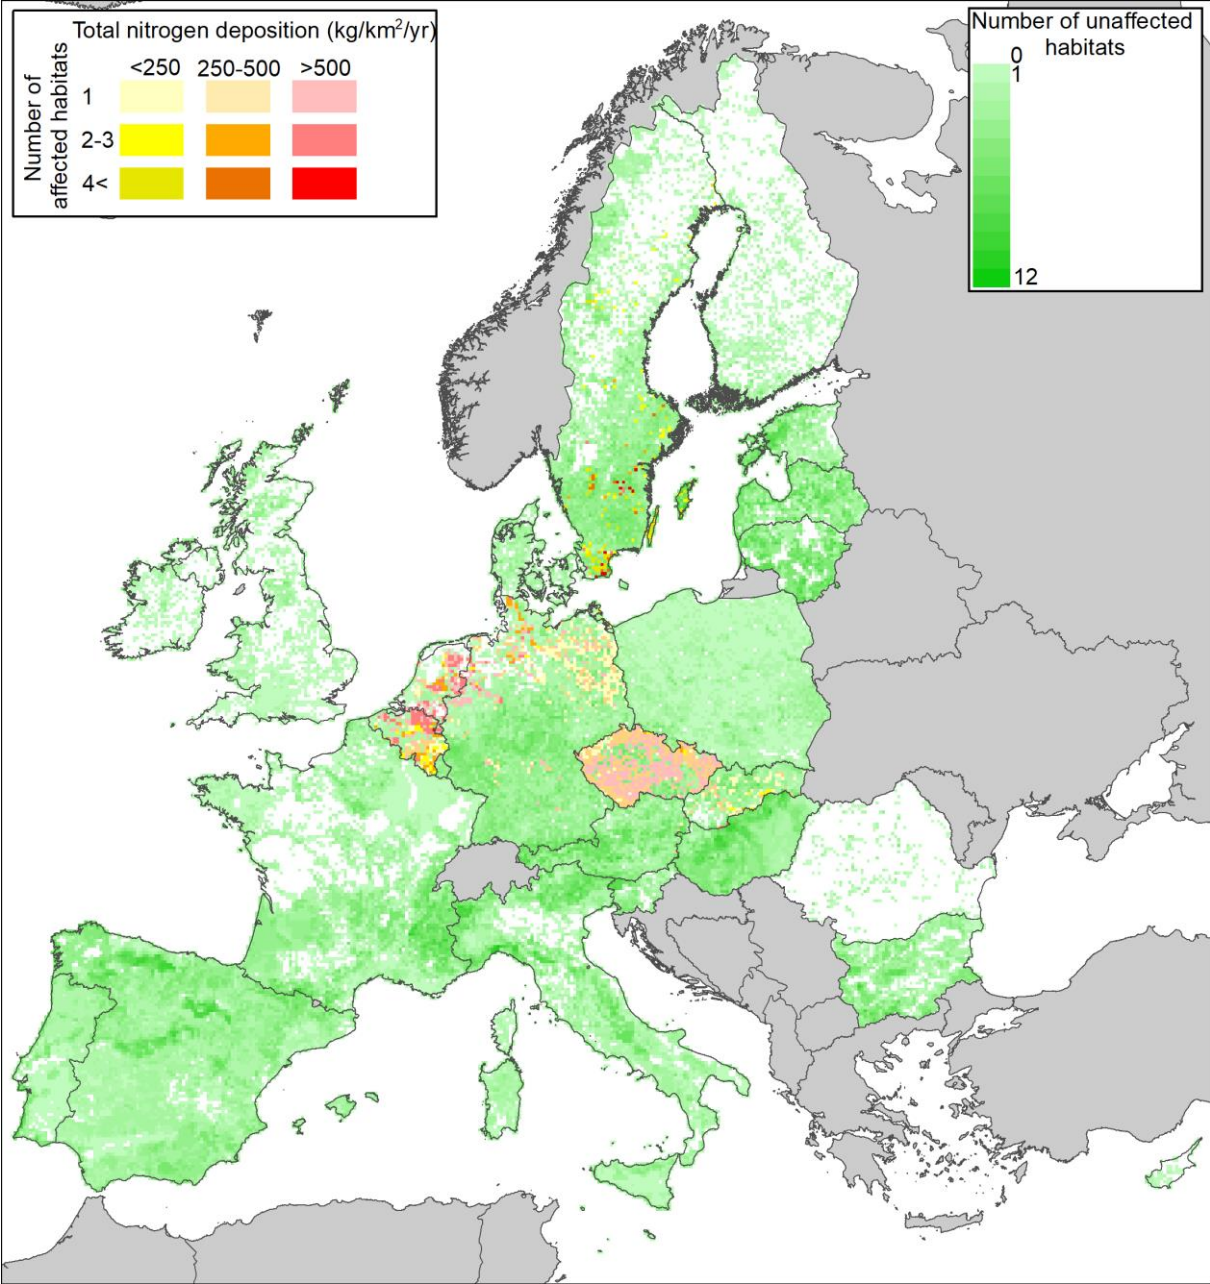 Total nitrogen deposition (kg/km²/yr)
Number of
affected habitats
<250 250-500 >500
1
2-3
4<
Number of unaffected
habitats
0
1
12